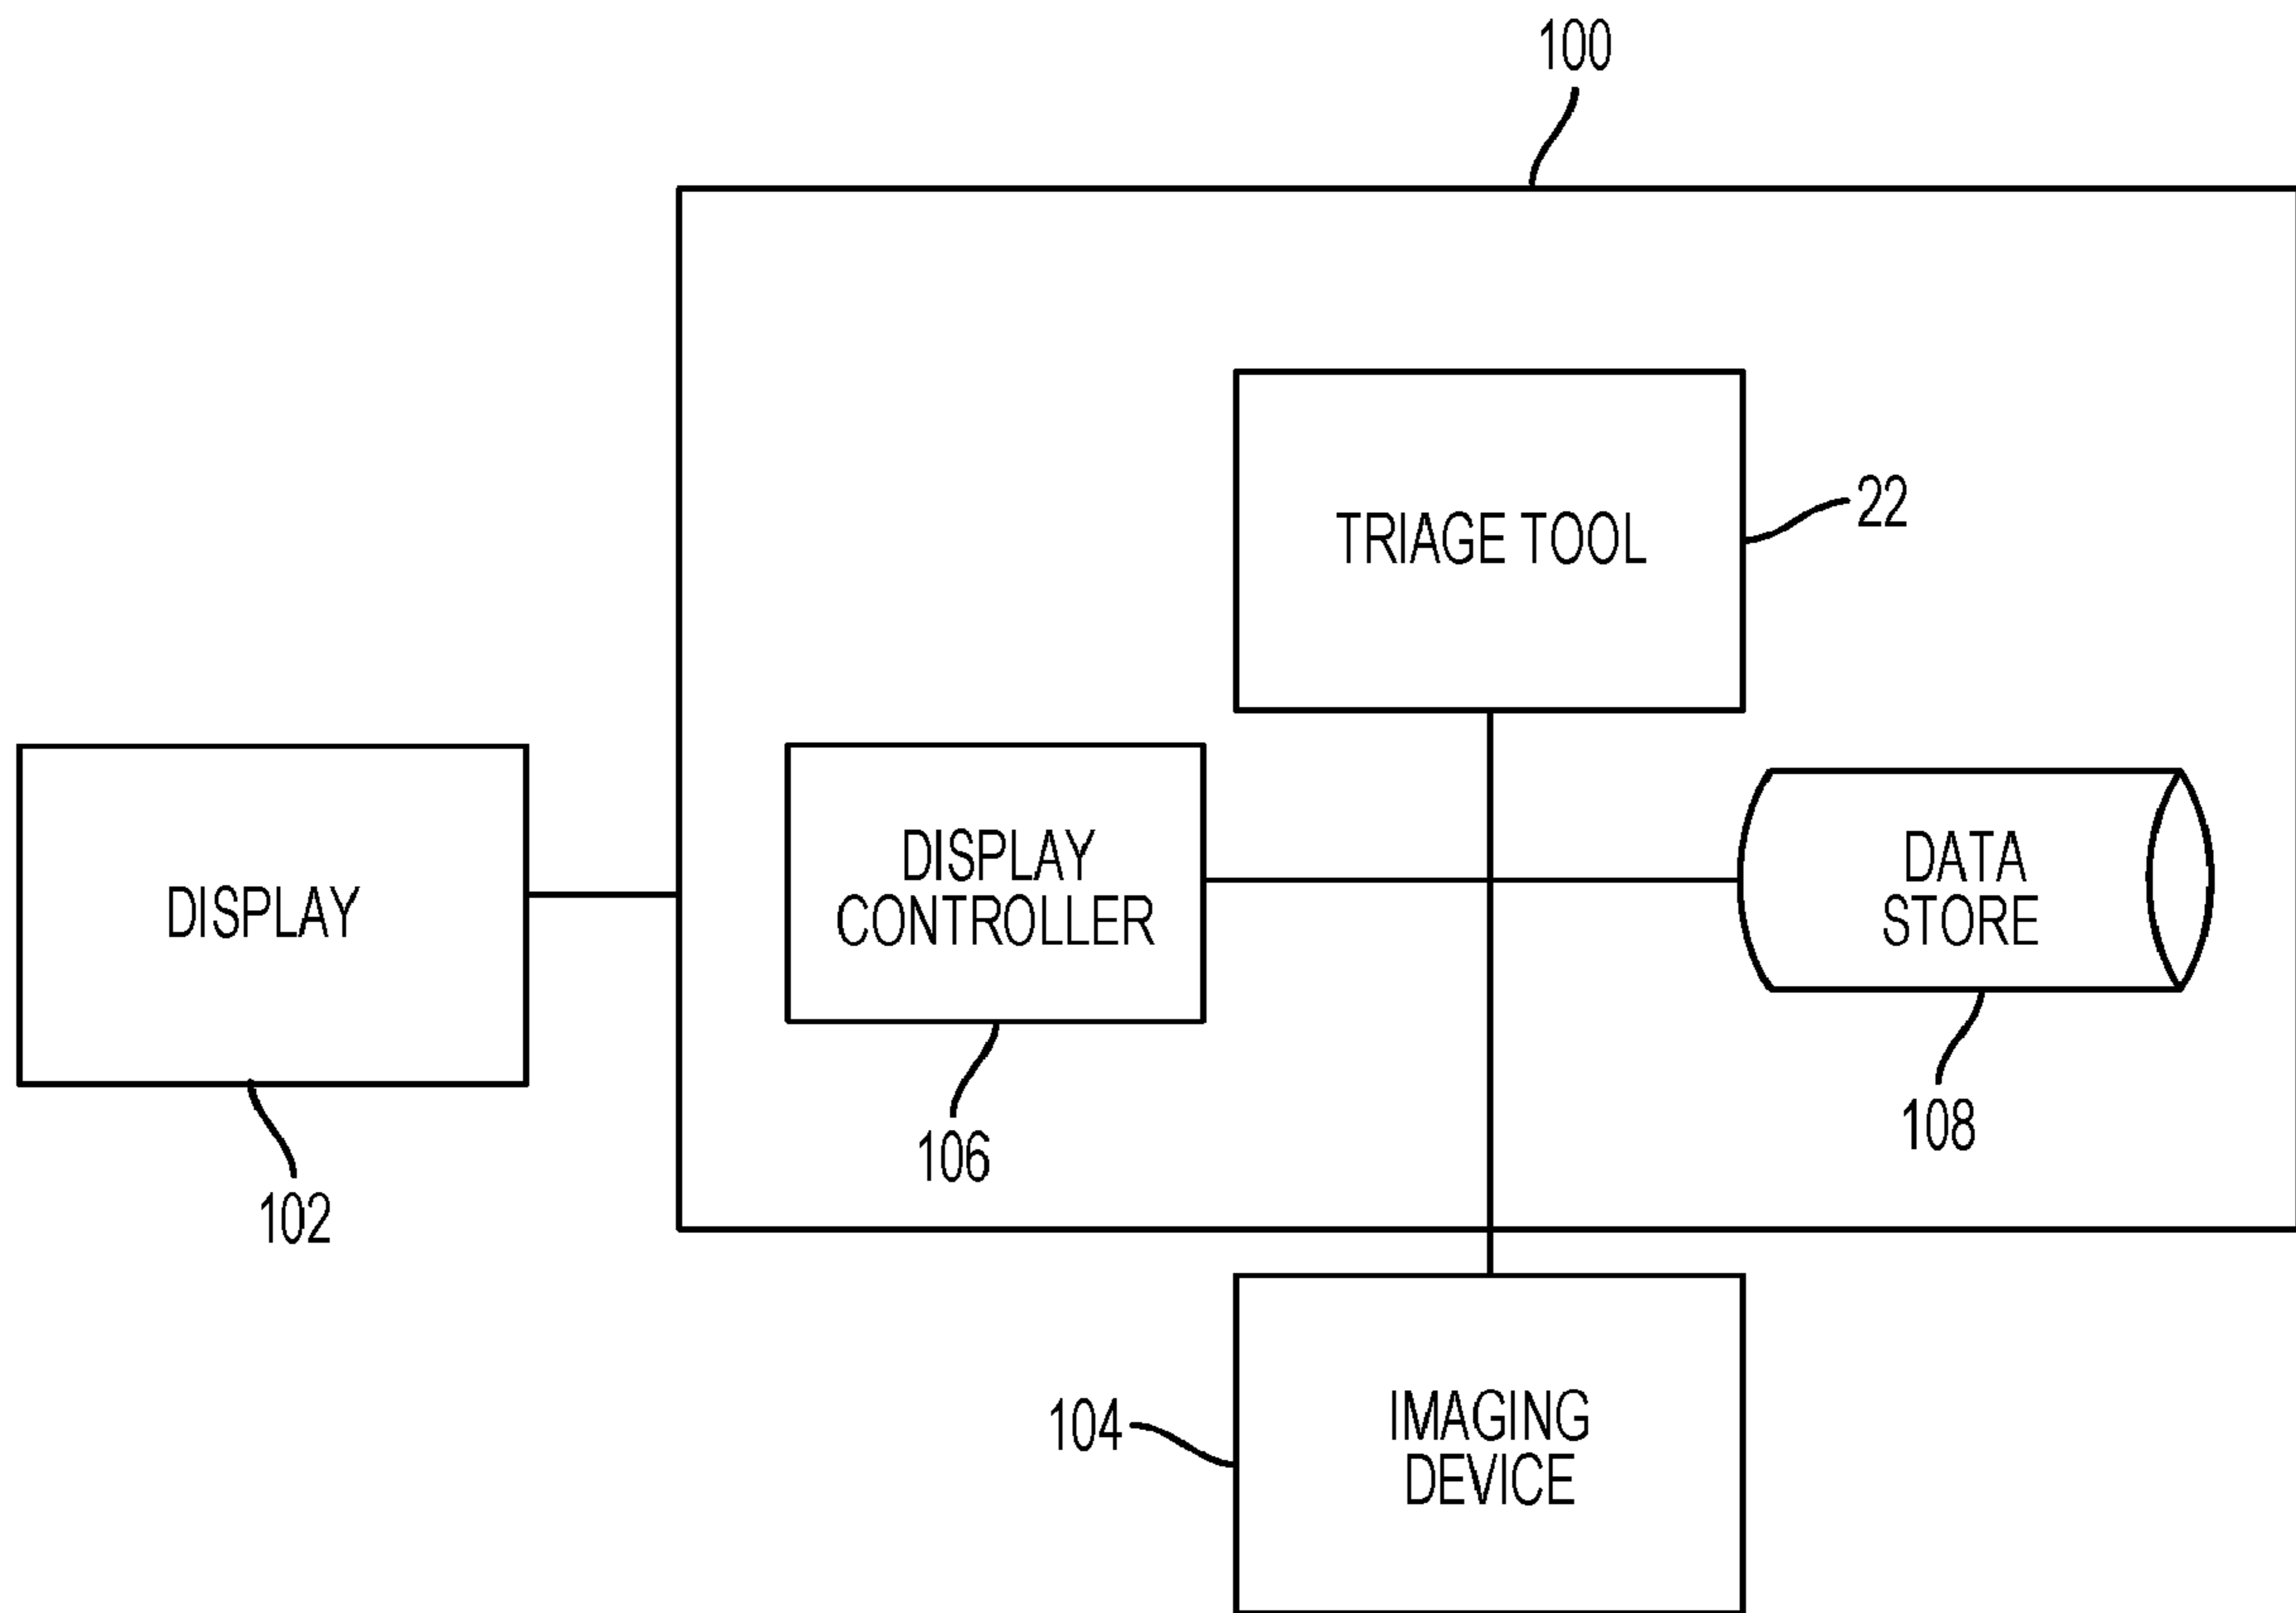 100
TRIAGE TOOL
22
DISPLAY
102
DISPLAY
CONTROLLER
106
DATA
STORE
108
104
IMAGING
DEVICE